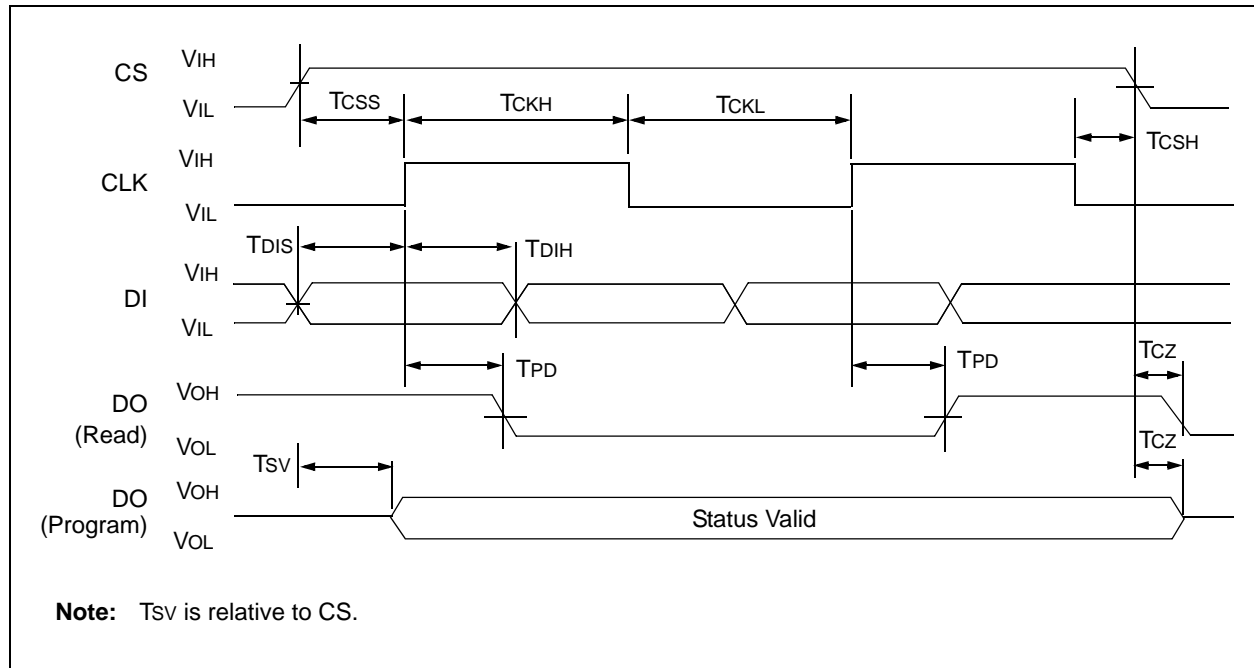 CS
VIH
VIL
TCSS
TCKH
TCKL
TCSH
CLK
VIH
VIL
TDIS
TDIH
DI
VIH
VIL
TPD
TPD
TCZ
DO
(Read)
VOH
VOL
TSV
TCZ
DO
(Program)
VOH
VOL
Status Valid
Note: TSV is relative to CS.